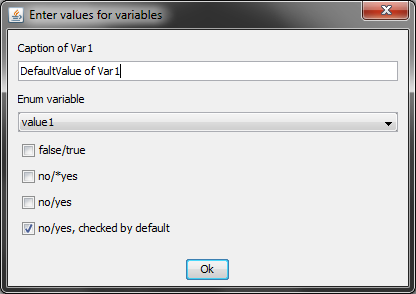 Enter values for variables
Caption of Var1
DefaultValue of Var1
Enum variable
value1
false/true
no/*yes
no/yes
no/yes, checked by default
Ok